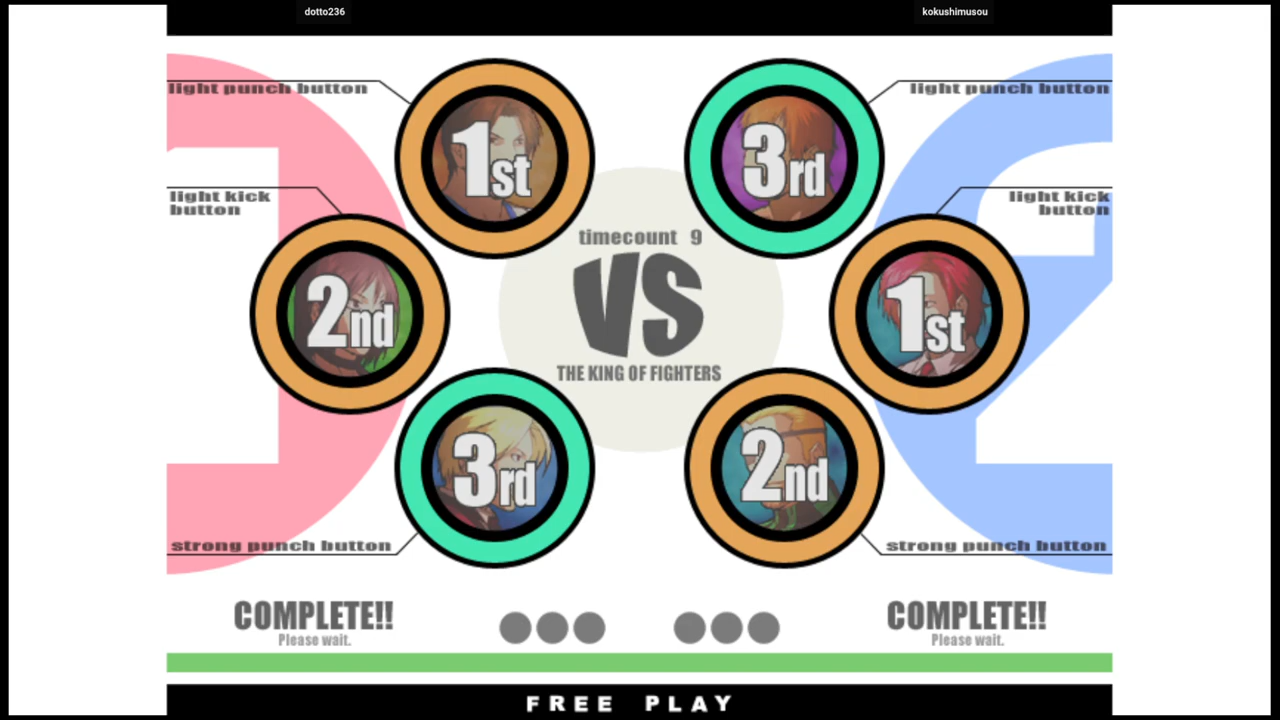 dotto236
kokushimusou
light punch button
light punch button
1st
3rd
light kick
button
light kick
button
timecount 9
VS
THE KING OF FIGHTERS
2nd
1st
3rd
2nd
strong punch button
strong punch button
COMPLETE!!
Please wait.
COMPLETE!!
Please wait.
FREE PLAY
1
2